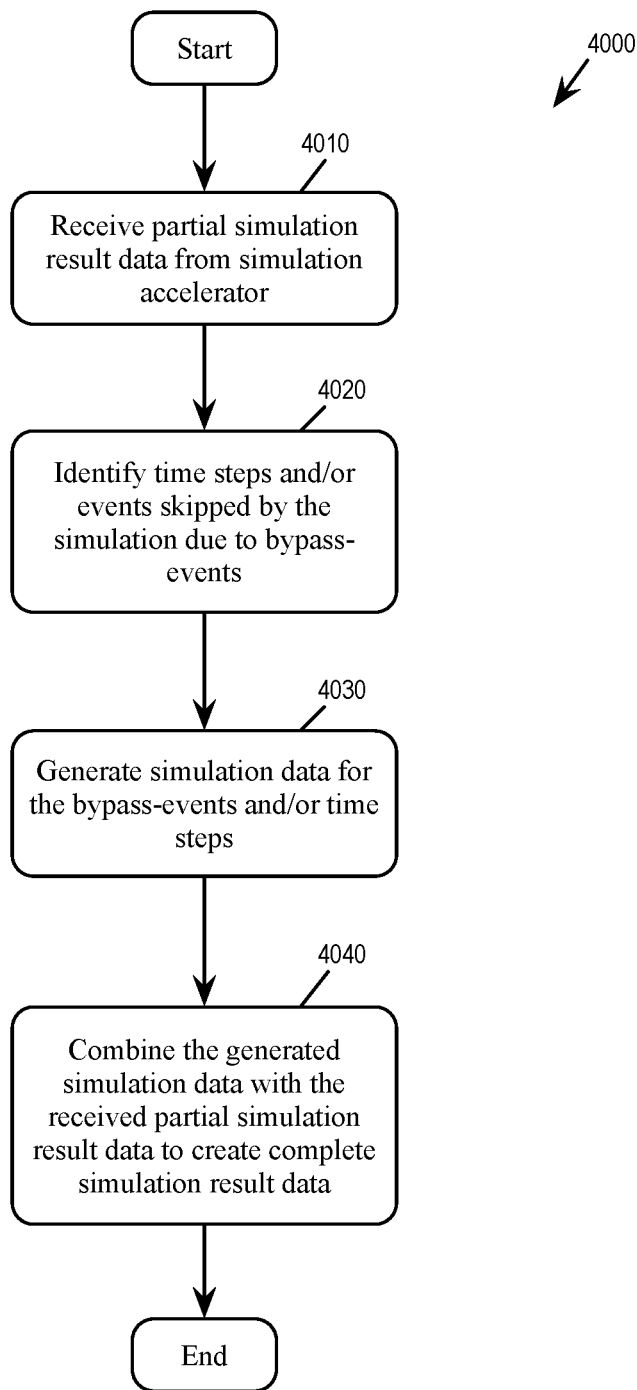 Start
4000
4010
Receive partial simulation
result data from simulation
accelerator
4020
Identify time steps and/or
events skipped by the
simulation due to bypass-
events
4030
Generate simulation data for
the bypass-events and/or time
steps
4040
Combine the generated
simulation data with the
received partial simulation
result data to create complete
simulation result data
End